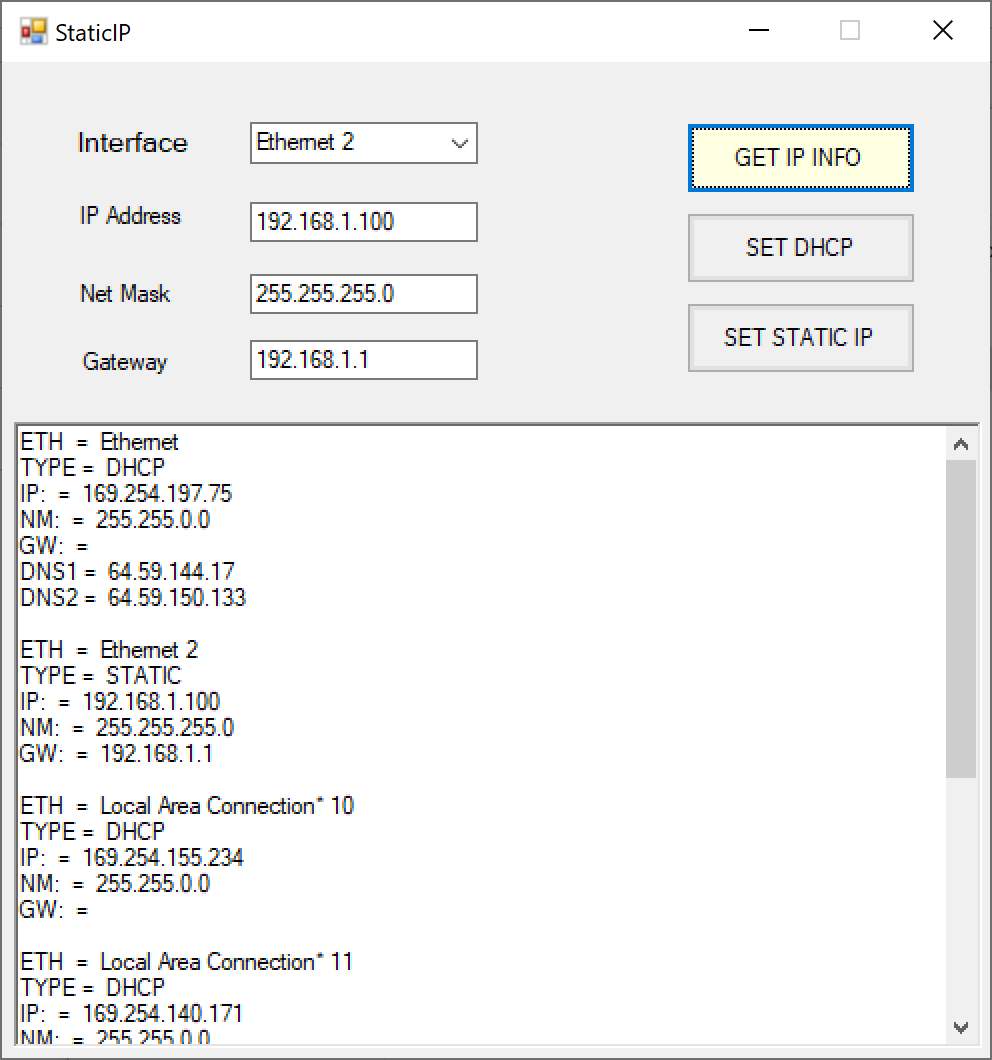 StaticIP
Interface
Ethernet 2
GET IP INFO
IP Address
192.168.1.100
SET DHCP
Net Mask
255.255.255.0
SET STATIC IP
Gateway
192.168.1.1
ETH  =  Ethernet
TYPE =  DHCP
IP:  =  169.254.197.75
NM:  =  255.255.0.0
GW:  =
DNS1 =  64.59.144.17
DNS2 =  64.59.150.133
ETH  =  Ethernet 2
TYPE =  STATIC
IP:  =  192.168.1.100
NM:  =  255.255.255.0
GW:  =  192.168.1.1
ETH  =  Local Area Connection* 10
TYPE =  DHCP
IP:  =  169.254.155.234
NM:  =  255.255.0.0
GW:  =
ETH  =  Local Area Connection* 11
TYPE =  DHCP
IP:  =  169.254.140.171
NM:  =  255.255.0.0